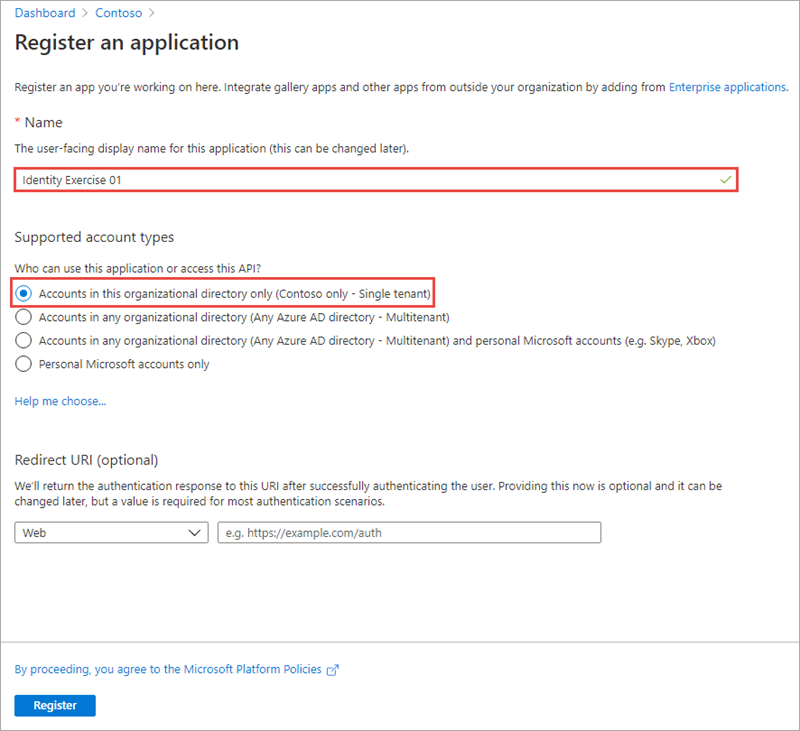 Dashboard > Contoso >
Register an application
Register an app you're working on here. Integrate gallery apps and other apps from outside your organization by adding from Enterprise applications.
* Name
The user-facing display name for this application (this can be changed later).
Identity Exercise 01
Supported account types
Who can use this application or access this API?
Accounts in this organizational directory only (Contoso only - Single tenant)
Accounts in any organizational directory (Any Azure AD directory - Multitenant)
Accounts in any organizational directory (Any Azure AD directory - Multitenant) and personal Microsoft accounts (e.g. Skype, Xbox)
Personal Microsoft accounts only
Help me choose...
Redirect URI (optional)
We'll return the authentication response to this URI after successfully authenticating the user. Providing this now is optional and it can be
changed later, but a value is required for most authentication scenarios.
Web e.g. https://example.com/auth
By proceeding, you agree to the Microsoft Platform Policies
Register